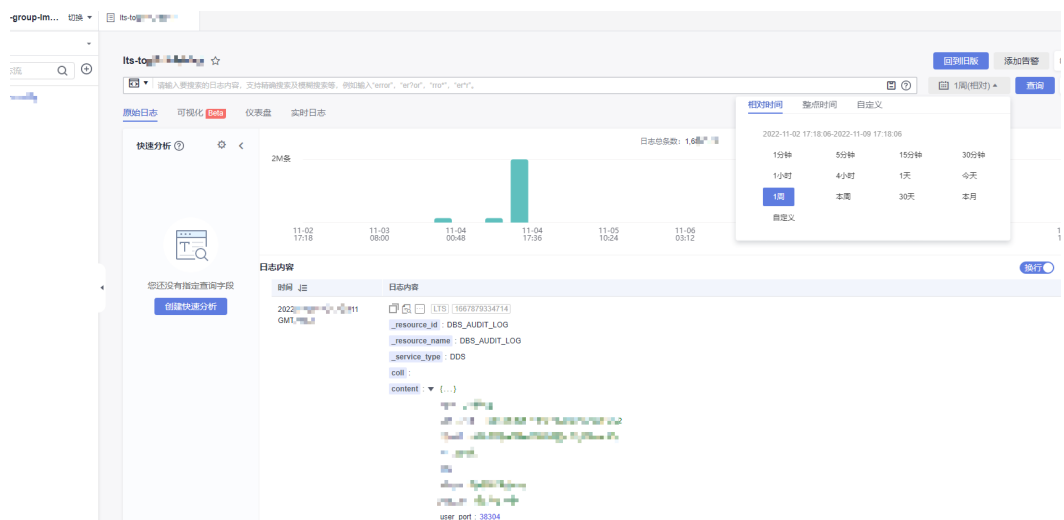 -group-im... 切换
lts-to
lts-to
回到旧版 添加告警
请输入要搜索的日志内容，支持精确搜索及模糊搜索等，例如输入"error"、"er?or"、"rro*"、"er*r"。
1周(相对) 查询
原始日志 可视化 Beta 仪表盘 实时日志
相对时间 整点时间 自定义
2022-11-02 17:18:06-2022-11-09 17:18:06
1分钟 5分钟 15分钟 30分钟
1小时 4小时 1天 今天
1周 本周 30天 本月
自定义
快速分析
日志总条数：1,6
2M条
11-02 17:18
11-03 08:00
11-04 00:48
11-04 17:36
11-05 10:24
11-06 03:12
您还没有指定查询字段
创建快速分析
日志内容
换行
时间 日志内容
2022 11
GMT
LTS 1667879334714
_resource_id : DBS_AUDIT_LOG
_resource_name : DBS_AUDIT_LOG
_service_type : DDS
coll :
content : {...}
user_port : 38304